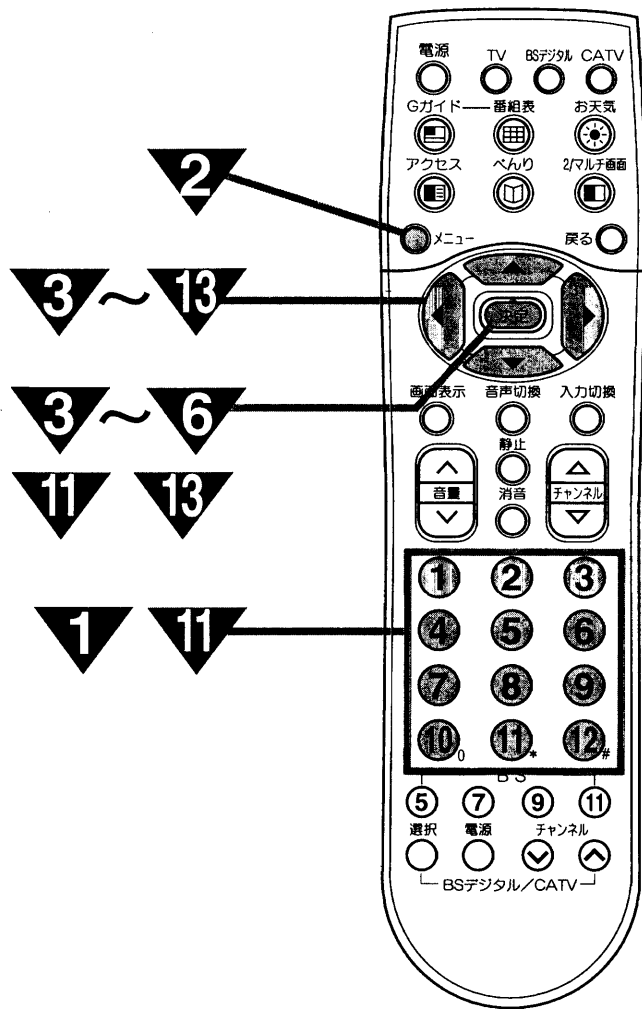 電源 TV BSデジタル CATV
Gガイド 番組表 お天気
アクセス べんり 2/マルチ画面
2
メニュー 戻る
3 ～ 13
決定
3 ～ 6
画面表示 音声切換 入力切換
静止
11 13
音量 消音 チャンネル
1 2 3
1 11
4 5 6
7 8 9
10 0 11 * 12 #
BS
5 7 9 11
選択 電源 チャンネル
BSデジタル/CATV